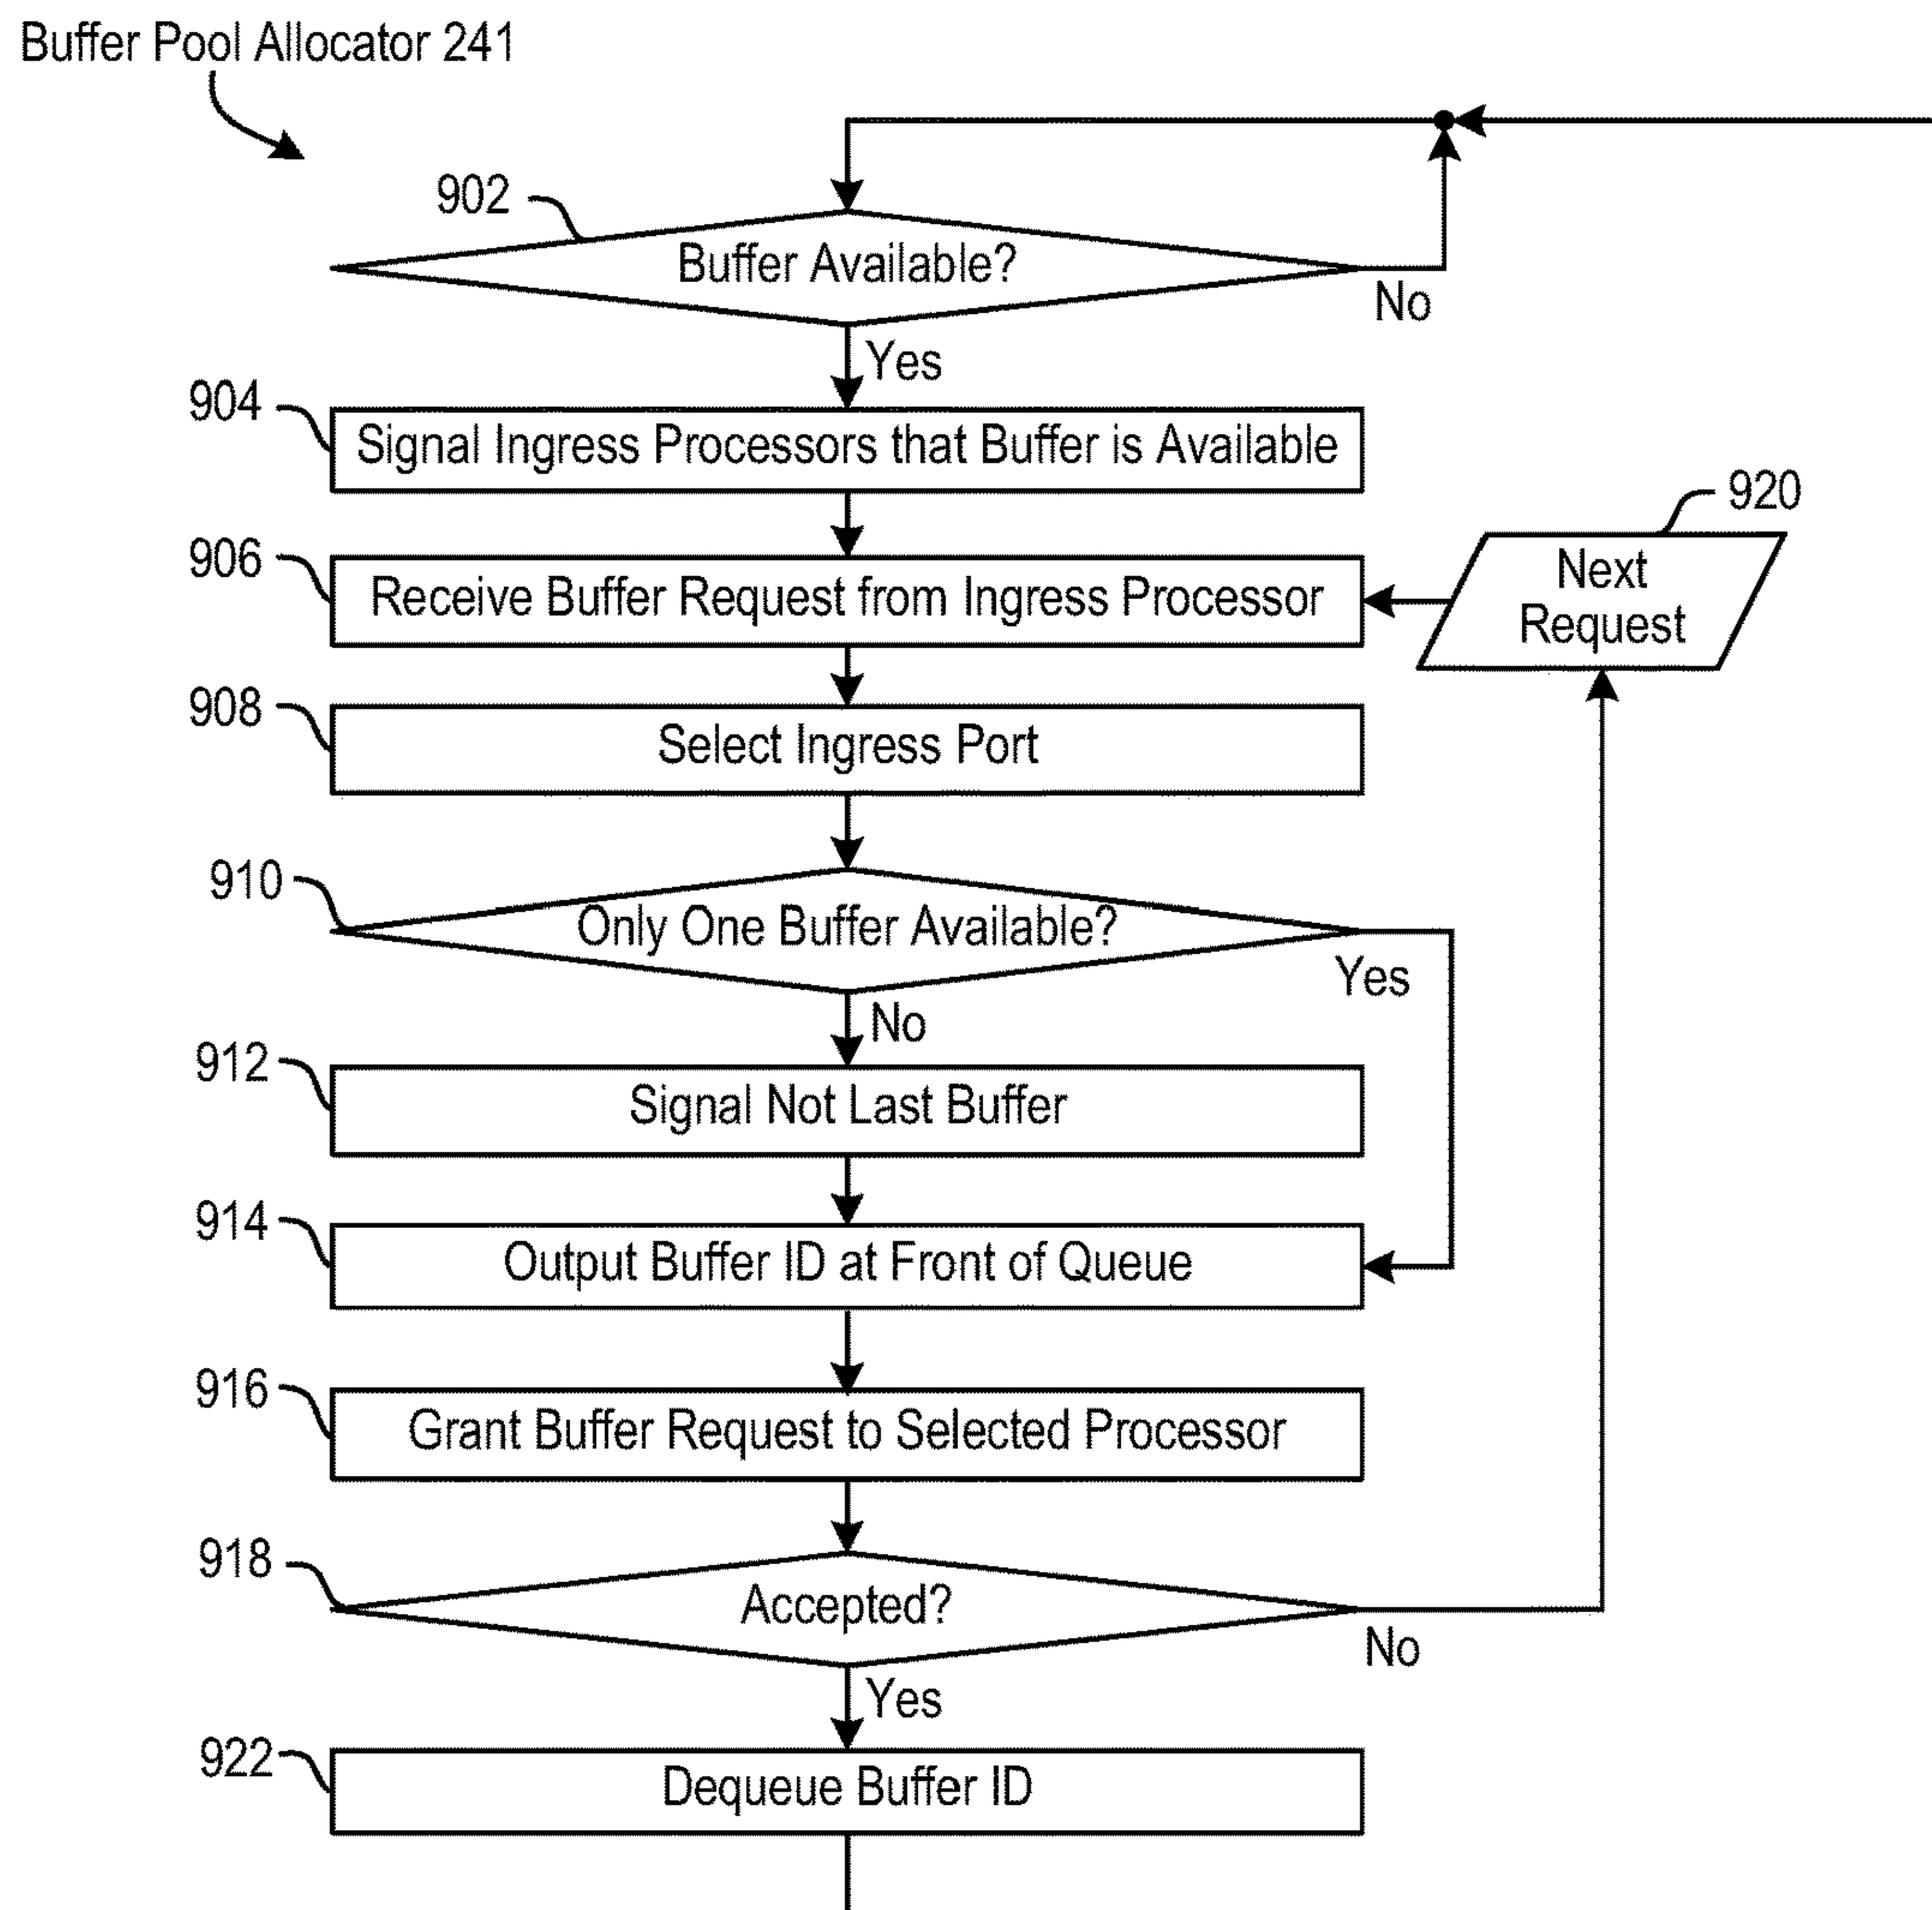 Buffer Pool Allocator 241
902
Buffer Available?
No
Yes
904
Signal Ingress Processors that Buffer is Available
920
906
Receive Buffer Request from Ingress Processor
Next
Request
908
Select Ingress Port
910
Only One Buffer Available?
Yes
No
912
Signal Not Last Buffer
914
Output Buffer ID at Front of Queue
916
Grant Buffer Request to Selected Processor
918
Accepted?
No
Yes
922
Dequeue Buffer ID